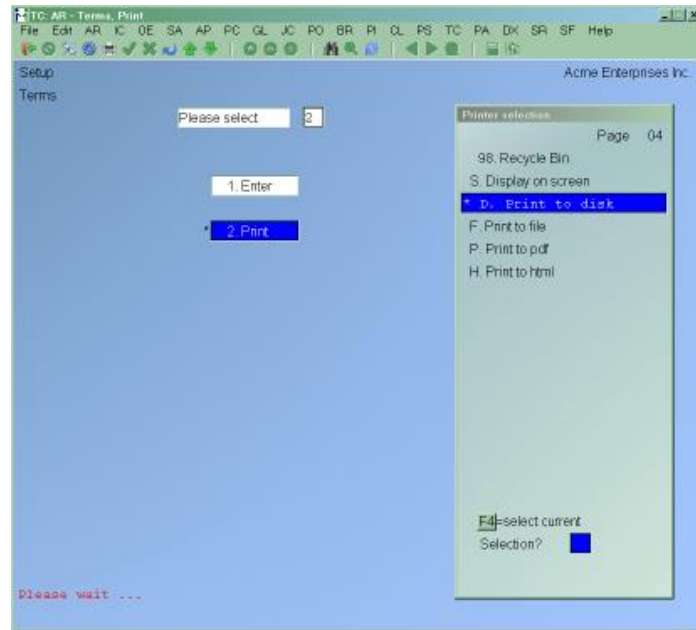 TC: AR - Terms, Print
File Edit AR IC OE SA AP PC GL JC PO BR PI CL PS TC PA DX SR SF Help
Setup
Acme Enterprises Inc.
Terms
Please select 2
1. Enter
* 2. Print
Printer selection
Page 04
98. Recycle Bin
S. Display on screen
* D. Print to disk
F. Print to file
P. Print to pdf
H. Print to html
F4=select current
Selection?
Please wait ...